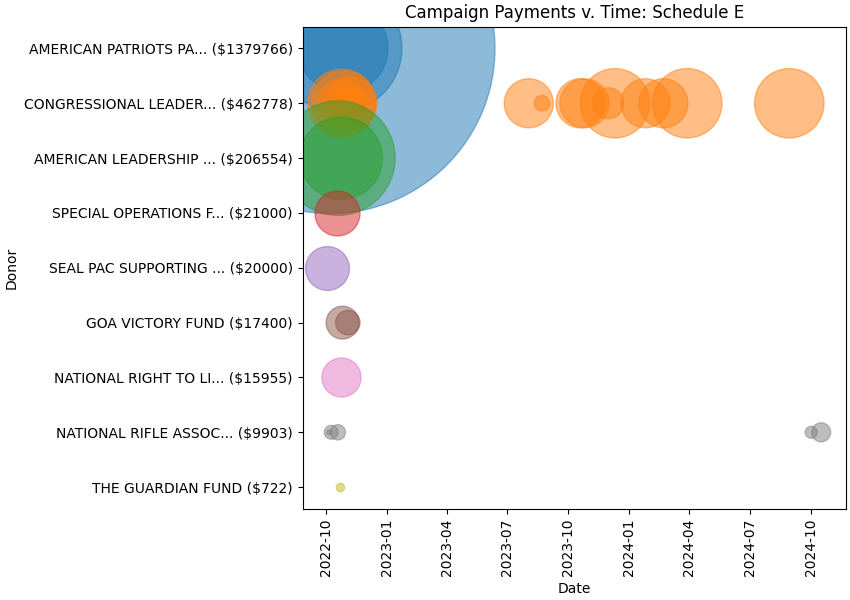 Campaign Payments v. Time: Schedule E
AMERICAN PATRIOTS PA... ($1379766)
CONGRESSIONAL LEADER... ($462778)
AMERICAN LEADERSHIP ... ($206554)
SPECIAL OPERATIONS F... ($21000)
SEAL PAC SUPPORTING ... ($20000)
GOA VICTORY FUND ($17400)
NATIONAL RIGHT TO LI... ($15955)
NATIONAL RIFLE ASSOC... ($9903)
THE GUARDIAN FUND ($722)
Donor
2022-10
2023-01
2023-04
2023-07
2023-10
2024-01
2024-04
2024-07
2024-10
Date